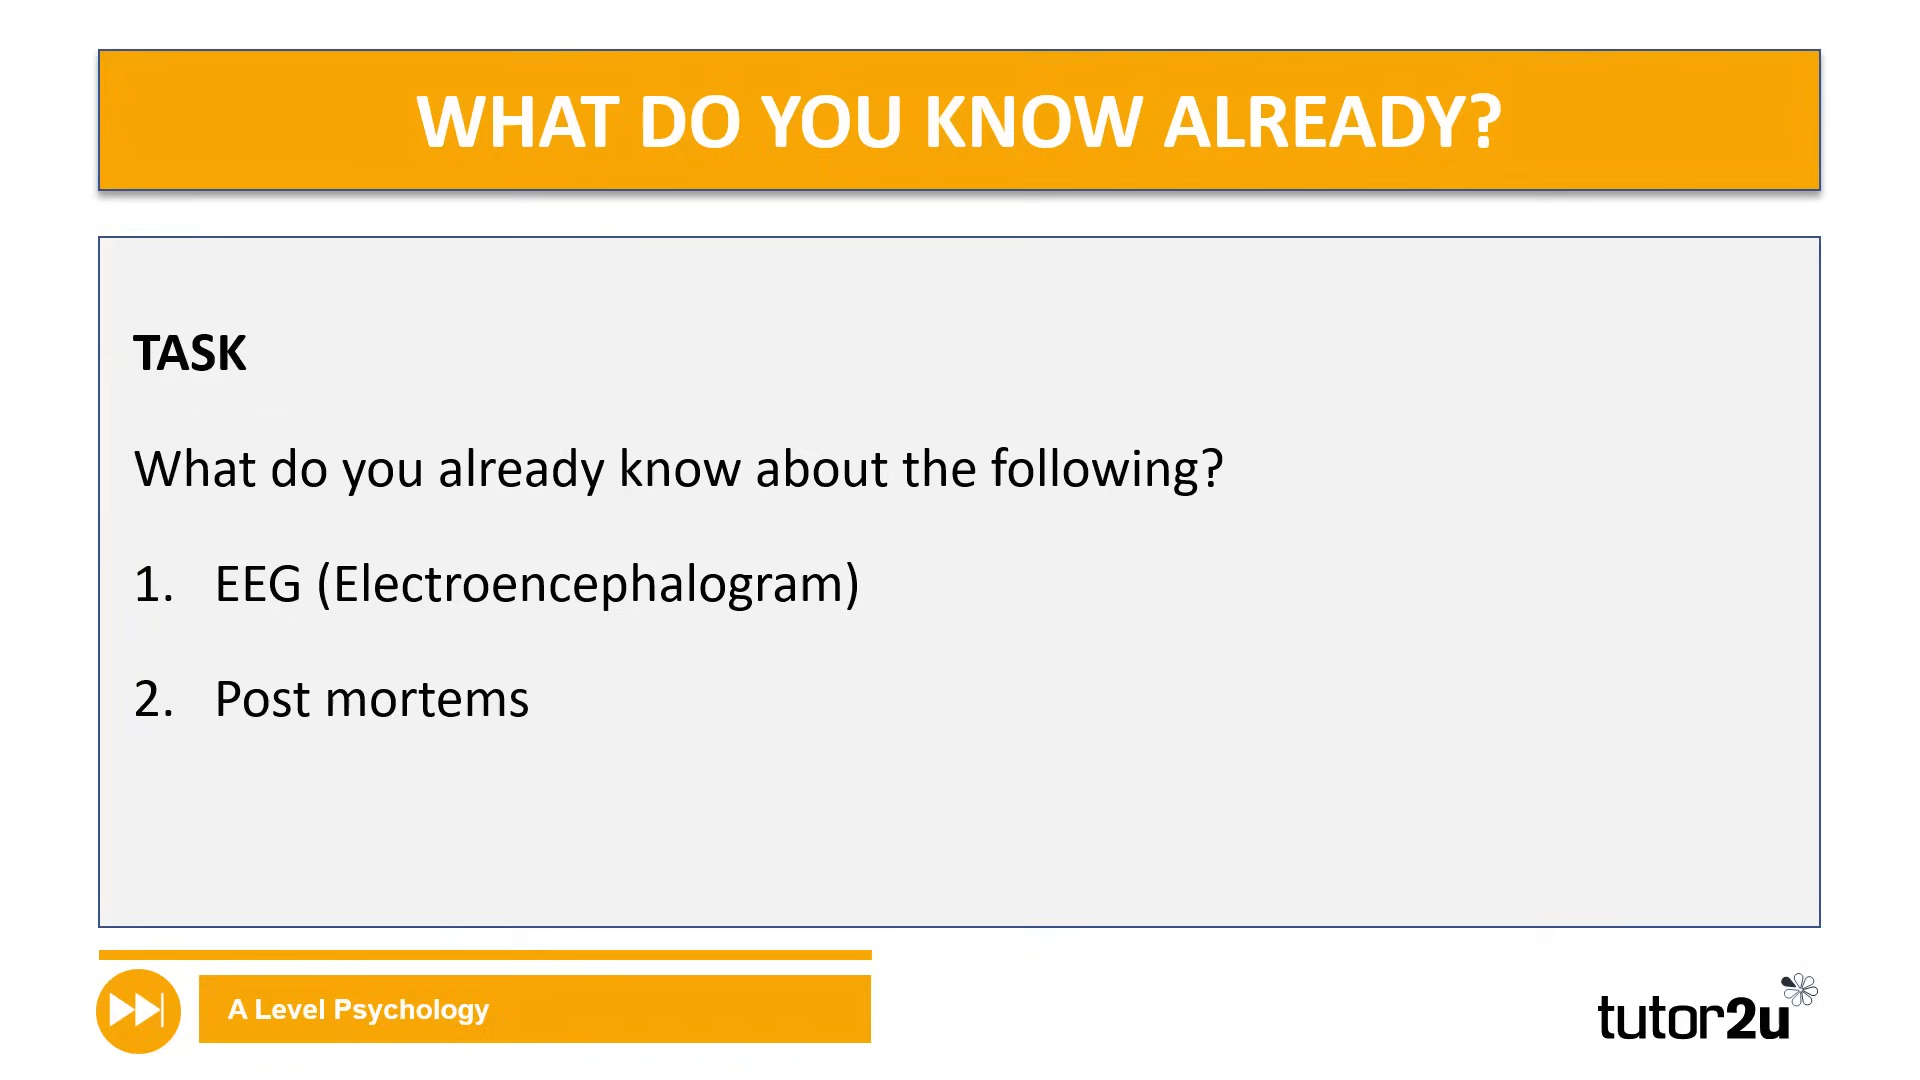 WHAT DO YOU KNOW ALREADY?
TASK
What do you already know about the following?
1. EEG (Electroencephalogram)
2. Post mortems
A Level Psychology
tutor2u